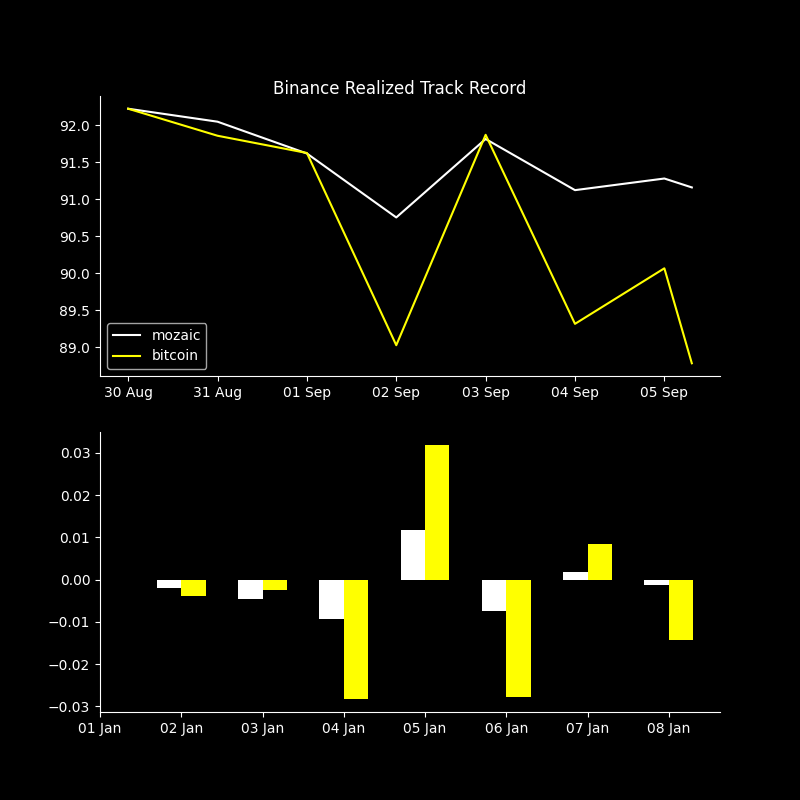 Binance Realized Track Record
92.0
91.5
91.0
90.5
90.0
89.5
89.0
mozaic
bitcoin
30 Aug 31 Aug 01 Sep 02 Sep 03 Sep 04 Sep 05 Sep
0.03
0.02
0.01
0.00
−0.01
−0.02
−0.03
01 Jan 02 Jan 03 Jan 04 Jan 05 Jan 06 Jan 07 Jan 08 Jan